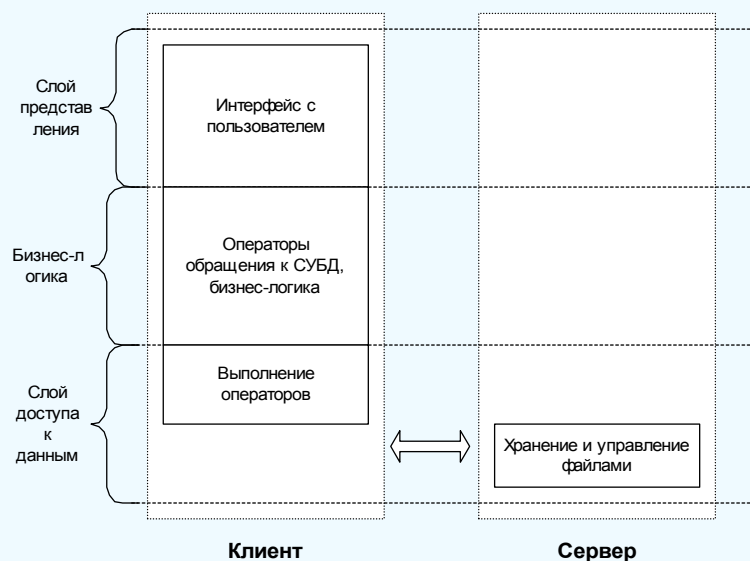 Слой
представ
ления
Интерфейс с
пользователем
Бизнес-л
огика
Операторы
обращения к СУБД,
бизнес-логика
Слой
доступа
к
данным
Выполнение
операторов
Хранение и управление
файлами
Клиент
Сервер